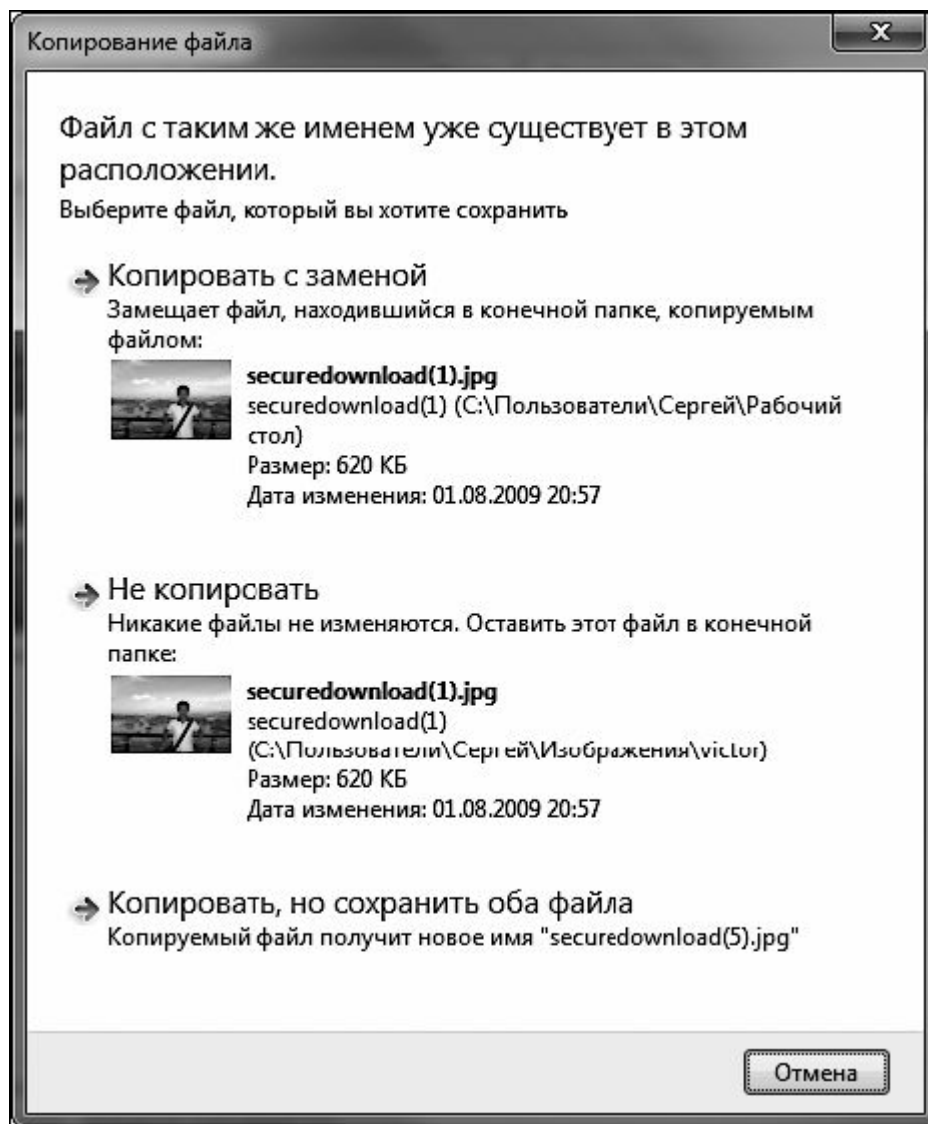 Копирование файла
Файл с таким же именем уже существует в этом
расположении.
Выберите файл, который вы хотите сохранить
Копировать с заменой
Замещает файл, находившийся в конечной папке, копируемым
файлом:
securedownload(1).jpg
securedownload(1) (C:\Пользователи\Сергей\Рабочий
стол)
Размер: 620 КБ
Дата изменения: 01.08.2009 20:57
Не копировать
Никакие файлы не изменяются. Оставить этот файл в конечной
папке:
securedownload(1).jpg
securedownload(1)
(C:\Пользователи\Сергей\Изображения\victor)
Размер: 620 КБ
Дата изменения: 01.08.2009 20:57
Копировать, но сохранить оба файла
Копируемый файл получит новое имя "securedownload(5).jpg"
Отмена